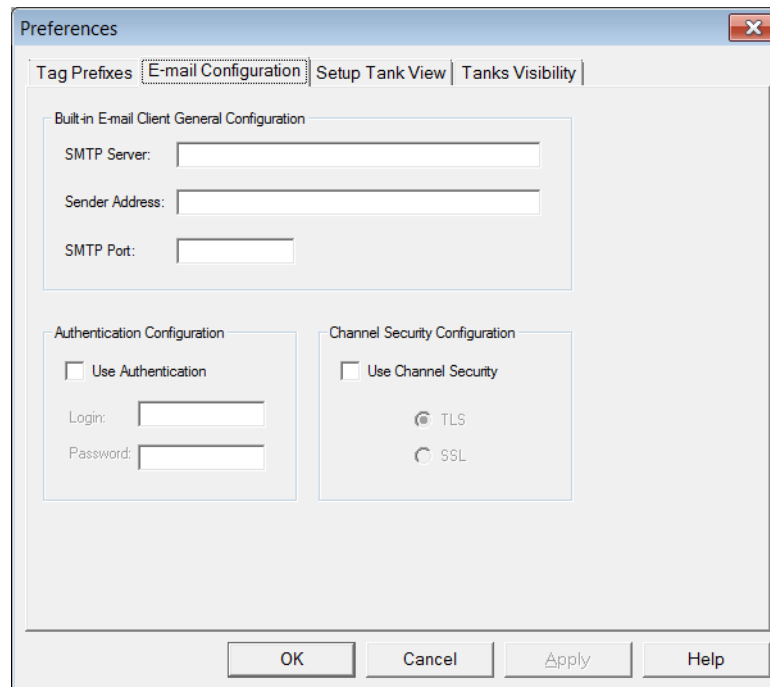 Preferences
Tag Prefixes E-mail Configuration Setup Tank View Tanks Visibility
Built-in E-mail Client General Configuration
SMTP Server:
Sender Address:
SMTP Port:
Authentication Configuration
Use Authentication
Login:
Password:
Channel Security Configuration
Use Channel Security
TLS
SSL
OK Cancel Apply Help